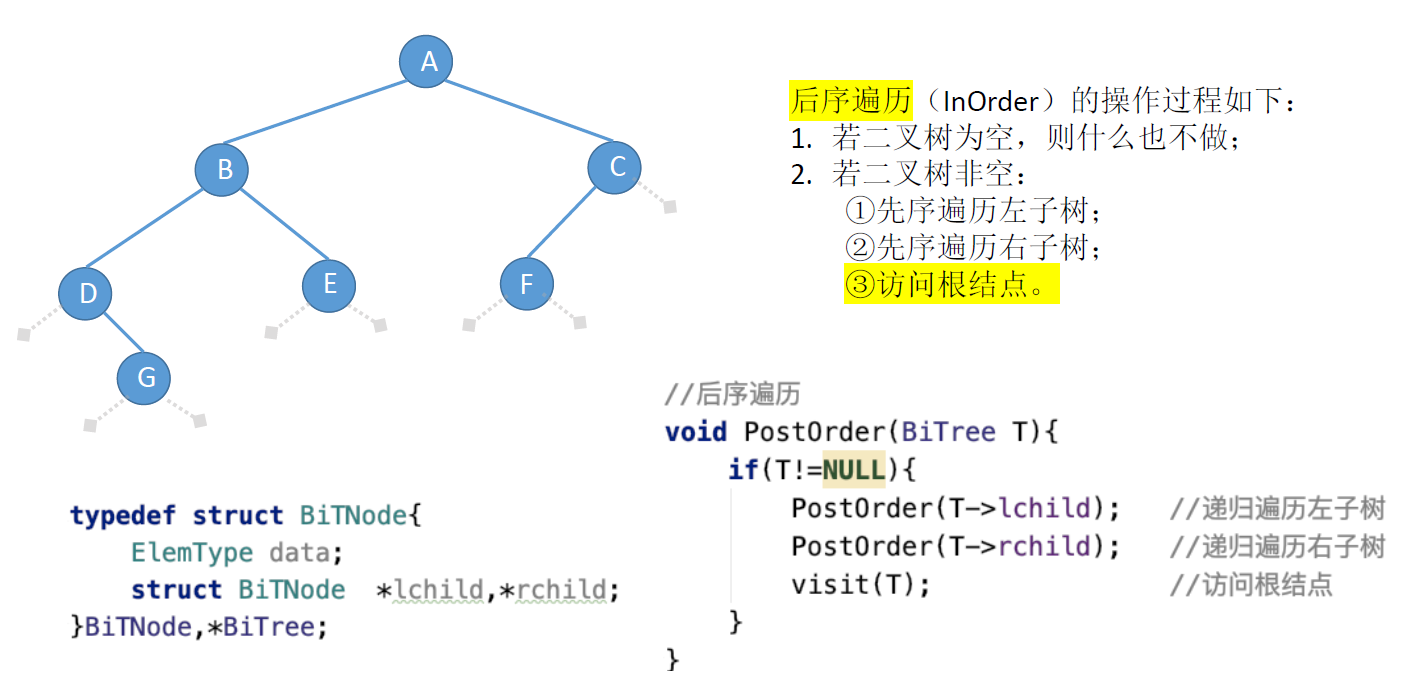 A
B
C
D
E
F
G
后序遍历（InOrder）的操作过程如下：
1. 若二叉树为空，则什么也不做；
2. 若二叉树非空：
①先序遍历左子树；
②先序遍历右子树；
③访问根结点。
//后序遍历
void PostOrder(BiTree T){
if(T!=NULL){
PostOrder(T->lchild); //递归遍历左子树
PostOrder(T->rchild); //递归遍历右子树
visit(T); //访问根结点
}
}
typedef struct BiTNode{
ElemType data;
struct BiTNode *lchild,*rchild;
}BiTNode,*BiTree;